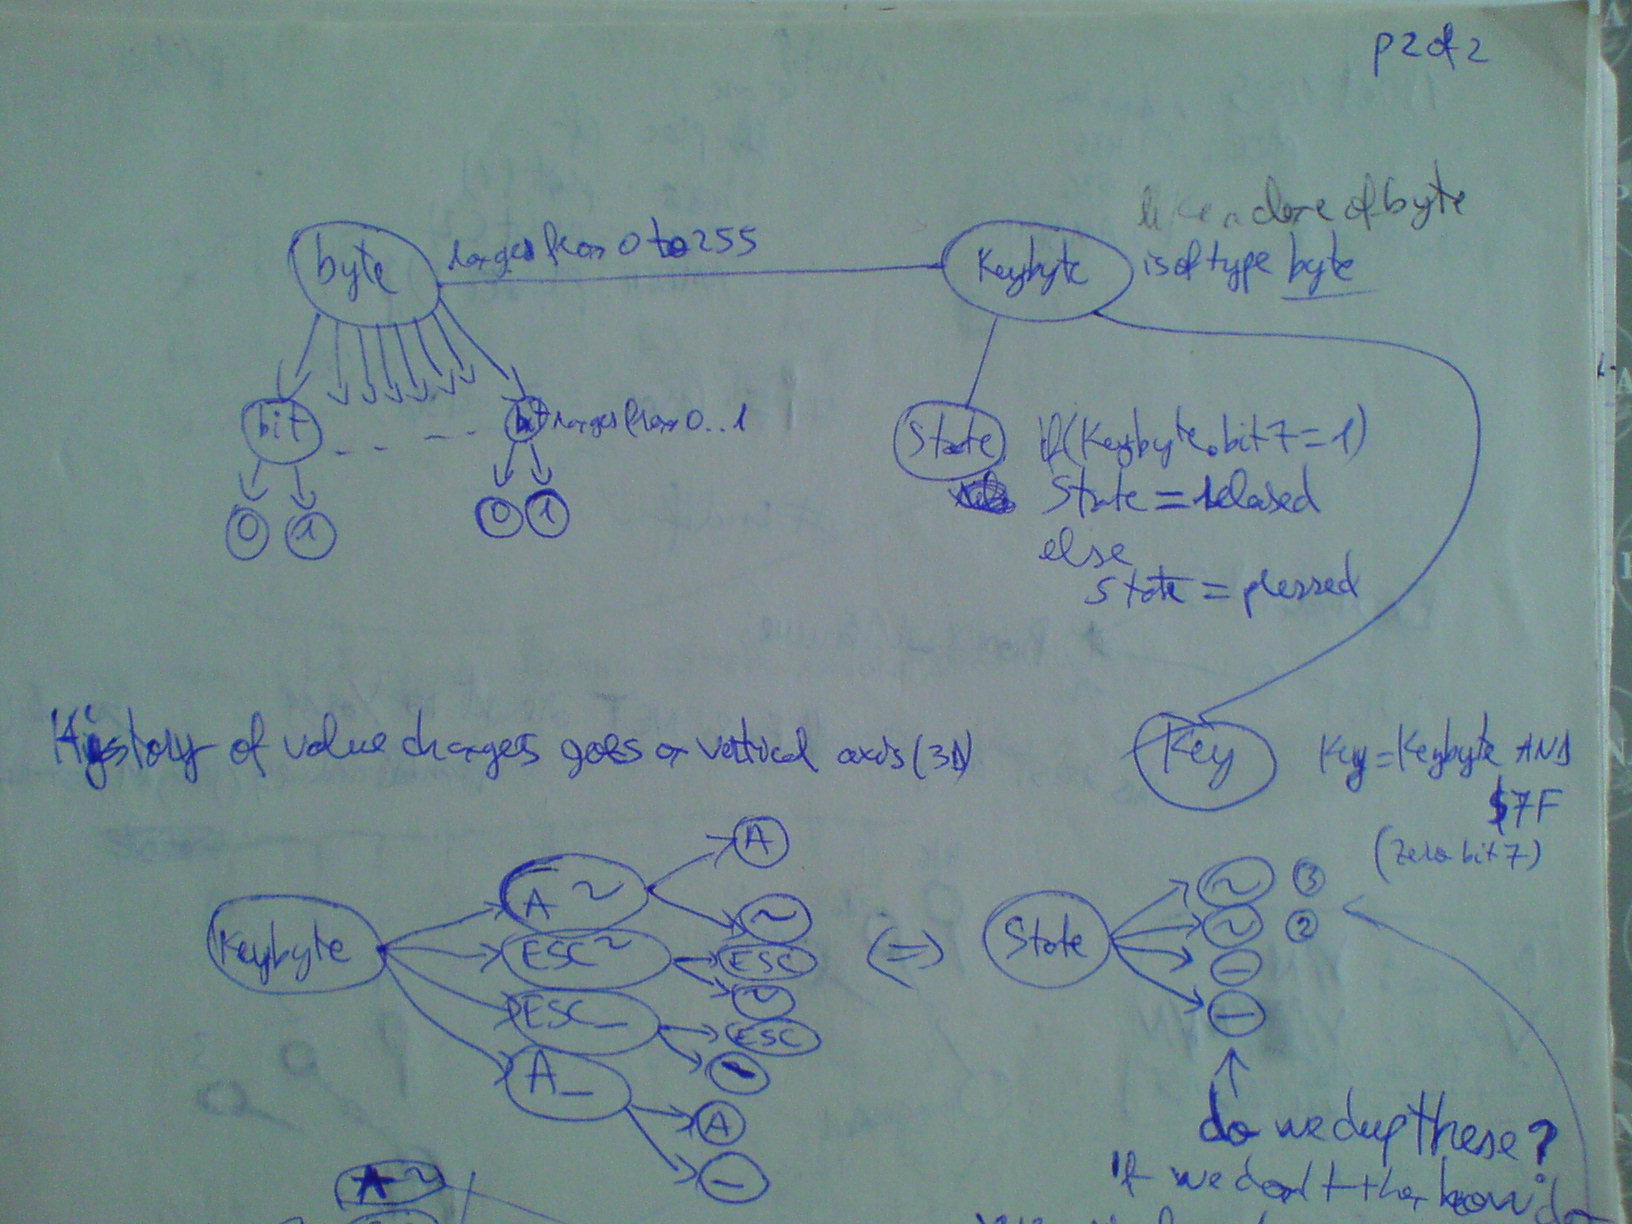 p 2 of 2
like a clone of byte
byte
ranges from 0 to 255
Keybyte
is of type byte
bit
bit
ranges from 0..1
0
1
0
1
State
if(Keybyte.bit7=1)
State = released
else
State = pressed
History of value changes goes on vertical axis (3D)
Key
Key = Keybyte AND
$7F
(zero bit 7)
Keybyte
A ~
A
~
ESC ~
ESC
~
ESC _
ESC
A _
A
_
(=)
State
~
3
~
2
_
_
do we dup these?
If we don't then how'd
A ~